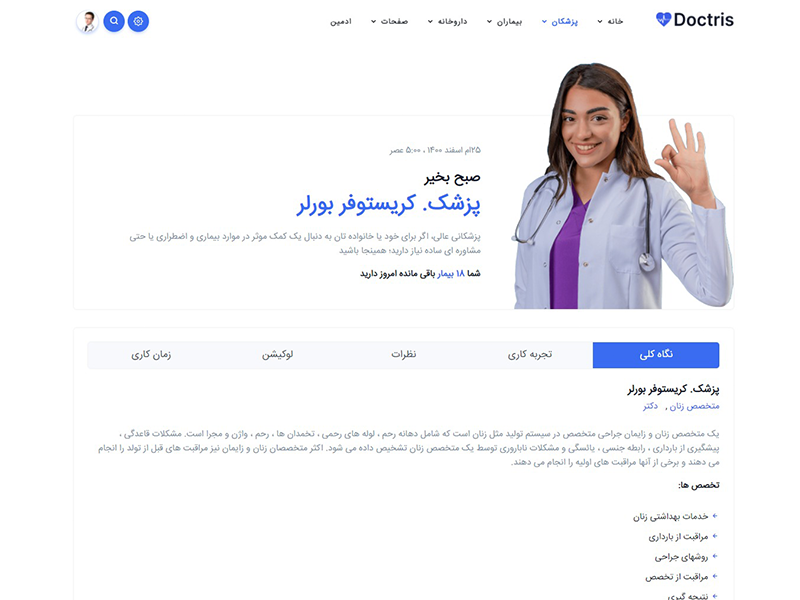 Doctris
خانه
پزشکان
بیماران
داروخانه
صفحات
ادمین
25ام اسفند 1400 ، 5:00 عصر
صبح بخیر
پزشک. کریستوفر بورلر
پزشکانی عالی، اگر برای خود یا خانواده تان به دنبال یک کمک موثر در موارد بیماری و اضطراری یا حتی
مشاوره ای ساده نیاز دارید؛ همینجا باشید
شما 18 بیمار باقی مانده امروز دارید
نگاه کلی
تجربه کاری
نظرات
لوکیشن
زمان کاری
پزشک. کریستوفر بورلر
متخصص زنان , دکتر
یک متخصص زنان و زایمان جراحی متخصص در سیستم تولید مثل زنان است که شامل دهانه رحم ، لوله های رحمی ، تخمدان ها ، رحم ، واژن و مجرا است. مشکلات قاعدگی ،
پیشگیری از بارداری ، رابطه جنسی ، یائسگی و مشکلات ناباروری توسط یک متخصص زنان تشخیص داده می شود. اکثر متخصصان زنان و زایمان نیز مراقبت های قبل از تولد را انجام
می دهند و برخی از آنها مراقبت های اولیه را انجام می دهند.
تخصص ها:
خدمات بهداشتی زنان
مراقبت از بارداری
روشهای جراحی
مراقبت از تخصص
نتیجه گیری